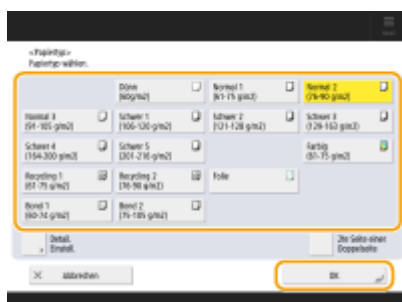 <Papiertyp>
Papiertyp wählen.
Dünn
(60g/m2)
Normal 1
(61-75 g/m2)
Normal 2
(76-90 g/m2)
Normal 3
(91-105 g/m2)
Schwer 1
(106-120 g/m2)
Schwer 2
(121-128 g/m2)
Schwer 3
(129-163 g/m2)
Schwer 4
(164-200 g/m2)
Schwer 5
(201-216 g/m2)
Farbig
(61-75 g/m2)
Recycling 1
(61-75 g/m2)
Recycling 2
(76-90 g/m2)
Folie
Bond 1
(60-74 g/m2)
Bond 2
(75-105 g/m2)
Detail.
Einstell.
2te Seite einer
Doppelseite
Abbrechen
OK